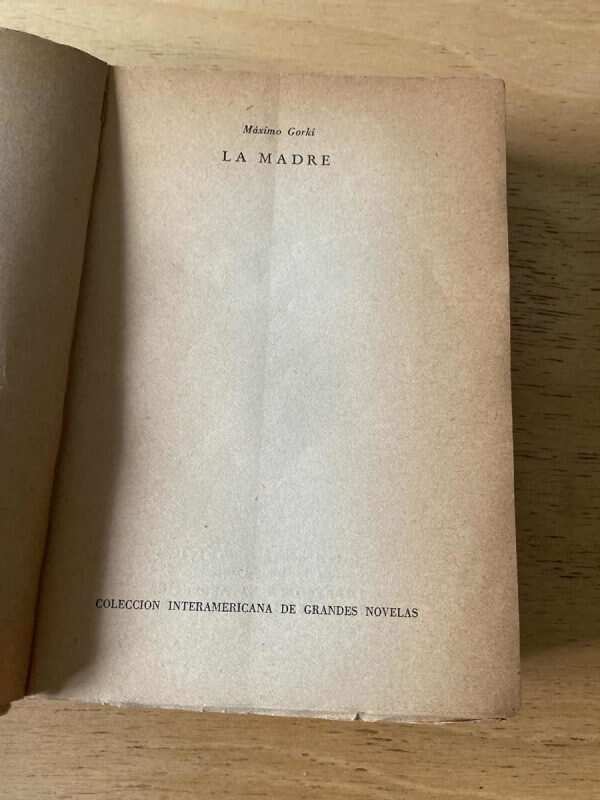 Máximo Gorki
LA MADRE
COLECCION INTERAMERICANA DE GRANDES NOVELAS